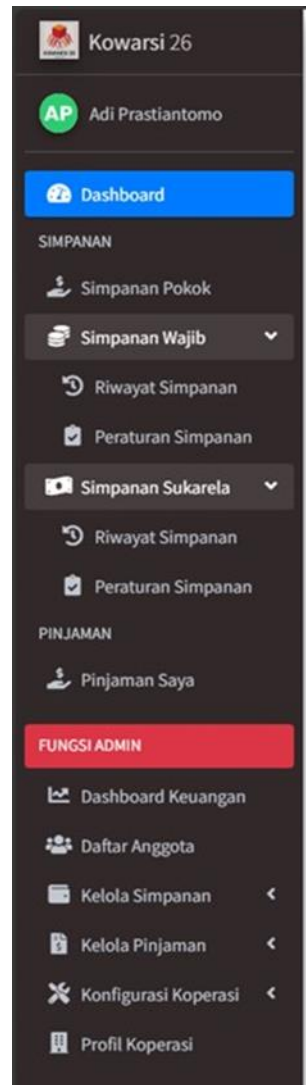 KOWARSI 26
Kowarsi 26
AP
Adi Prastiantomo
Dashboard
SIMPANAN
Simpanan Pokok
Simpanan Wajib
Riwayat Simpanan
Peraturan Simpanan
Simpanan Sukarela
Riwayat Simpanan
Peraturan Simpanan
PINJAMAN
Pinjaman Saya
FUNGSI ADMIN
Dashboard Keuangan
Daftar Anggota
Kelola Simpanan
Kelola Pinjaman
Konfigurasi Koperasi
Profil Koperasi